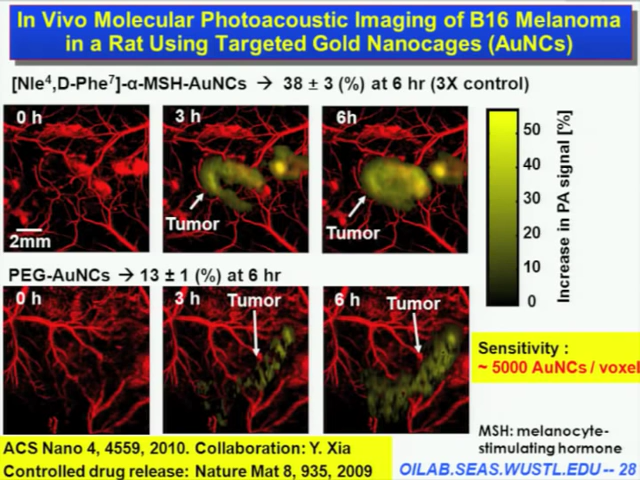 In Vivo Molecular Photoacoustic Imaging of B16 Melanoma
in a Rat Using Targeted Gold Nanocages (AuNCs)
[Nle⁴,D-Phe⁷]-α-MSH-AuNCs → 38 ± 3 (%) at 6 hr (3X control)
0 h
3 h
6h
Tumor
Tumor
2mm
50
40
30
20
10
0
Increase in PA signal [%]
PEG-AuNCs → 13 ± 1 (%) at 6 hr
0 h
3 h
Tumor
6 h
Tumor
Sensitivity :
~ 5000 AuNCs / voxel
MSH: melanocyte-
stimulating hormone
ACS Nano 4, 4559, 2010. Collaboration: Y. Xia
Controlled drug release: Nature Mat 8, 935, 2009
OILAB.SEAS.WUSTL.EDU -- 28